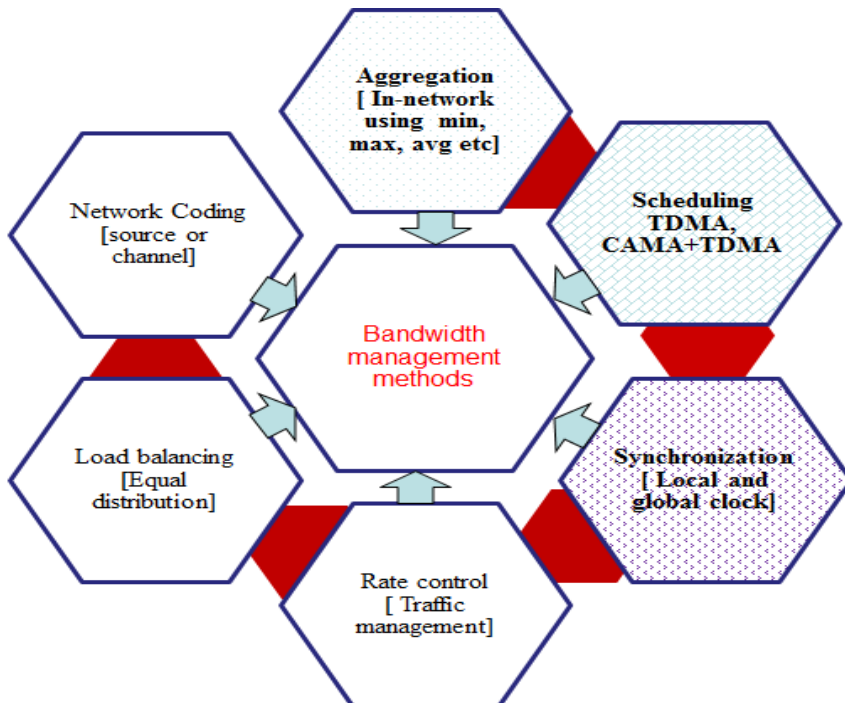 Aggregation
[ In-network
using min,
max, avg etc]
Scheduling
TDMA,
CAMA+TDMA
Network Coding
[source or
channel]
Bandwidth
management
methods
Load balancing
[Equal
distribution]
Synchronization
[ Local and
global clock]
Rate control
[ Traffic
management]